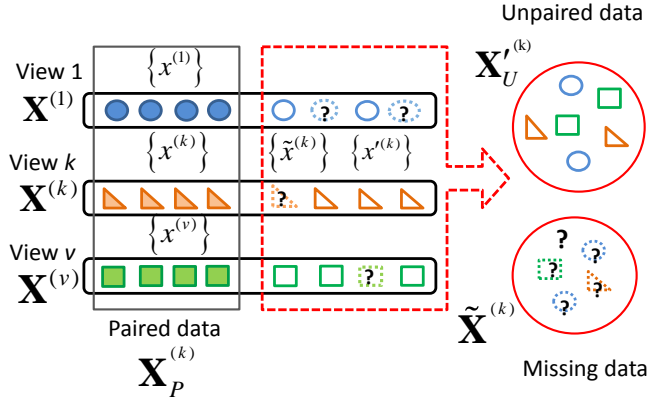 Unpaired data
View 1
{x^(1)}
X'_U^(k)
X^(1)
? ?
{x^(k)} {x̃^(k)} {x'^(k)}
View k
X^(k)
?
{x^(v)}
View v
X^(v)
?
? ? ? ? ?
Paired data
X_P^(k)
X̃^(k)
Missing data